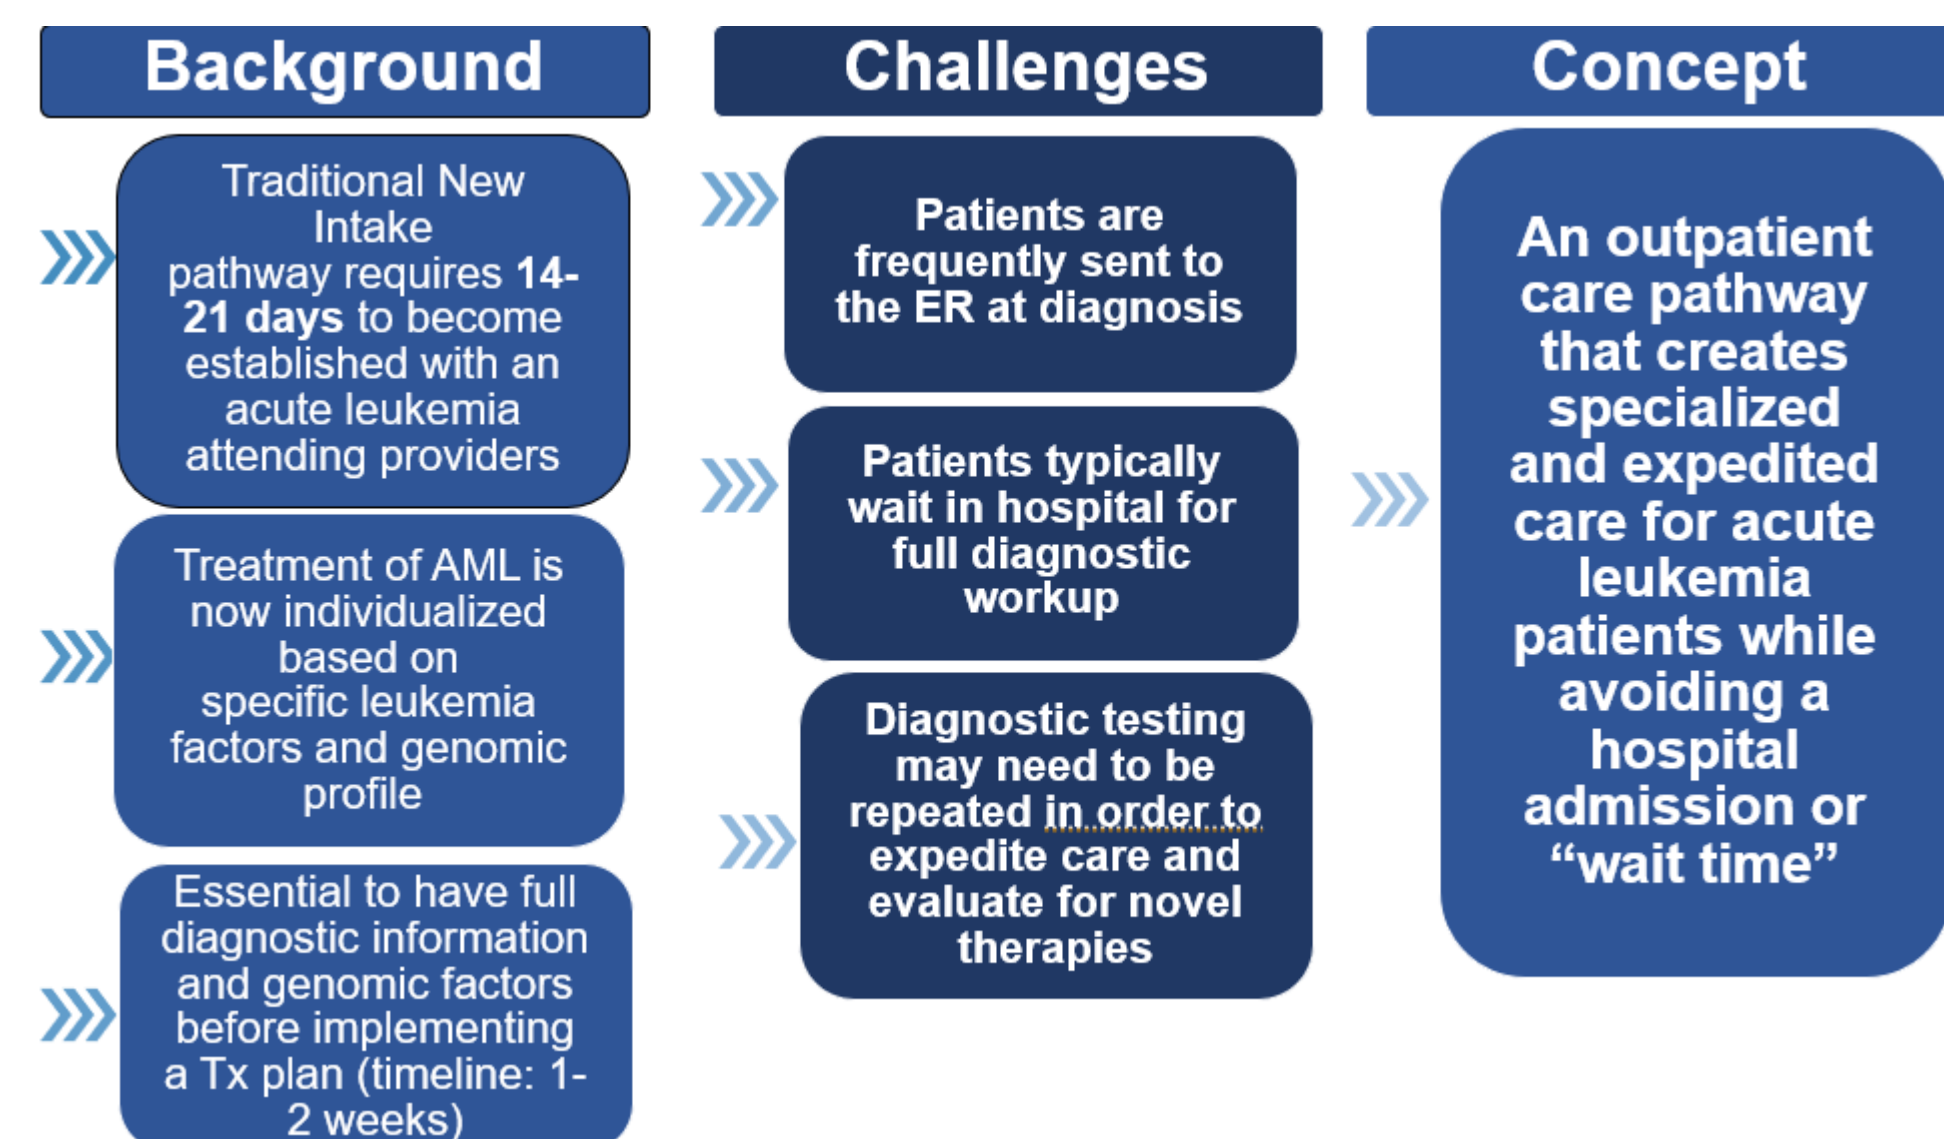 Background
Traditional New
Intake
pathway requires 14-
21 days to become
established with an
acute leukemia
attending providers
Treatment of AML is
now individualized
based on
specific leukemia
factors and genomic
profile
Essential to have full
diagnostic information
and genomic factors
before implementing
a Tx plan (timeline: 1-
2 weeks)
Challenges
Patients are
frequently sent to
the ER at diagnosis
Patients typically
wait in hospital for
full diagnostic
workup
Diagnostic testing
may need to be
repeated in order to
expedite care and
evaluate for novel
therapies
Concept
An outpatient
care pathway
that creates
specialized
and expedited
care for acute
leukemia
patients while
avoiding a
hospital
admission or
“wait time”